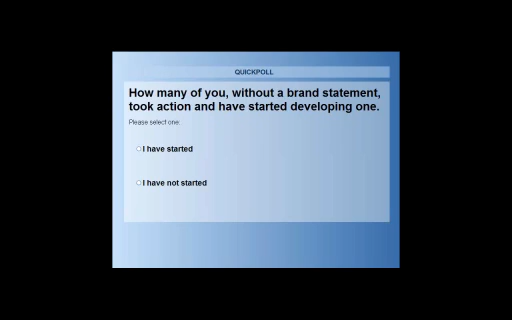 QUICKPOLL
How many of you, without a brand statement,
took action and have started developing one.
Please select one:
I have started
I have not started